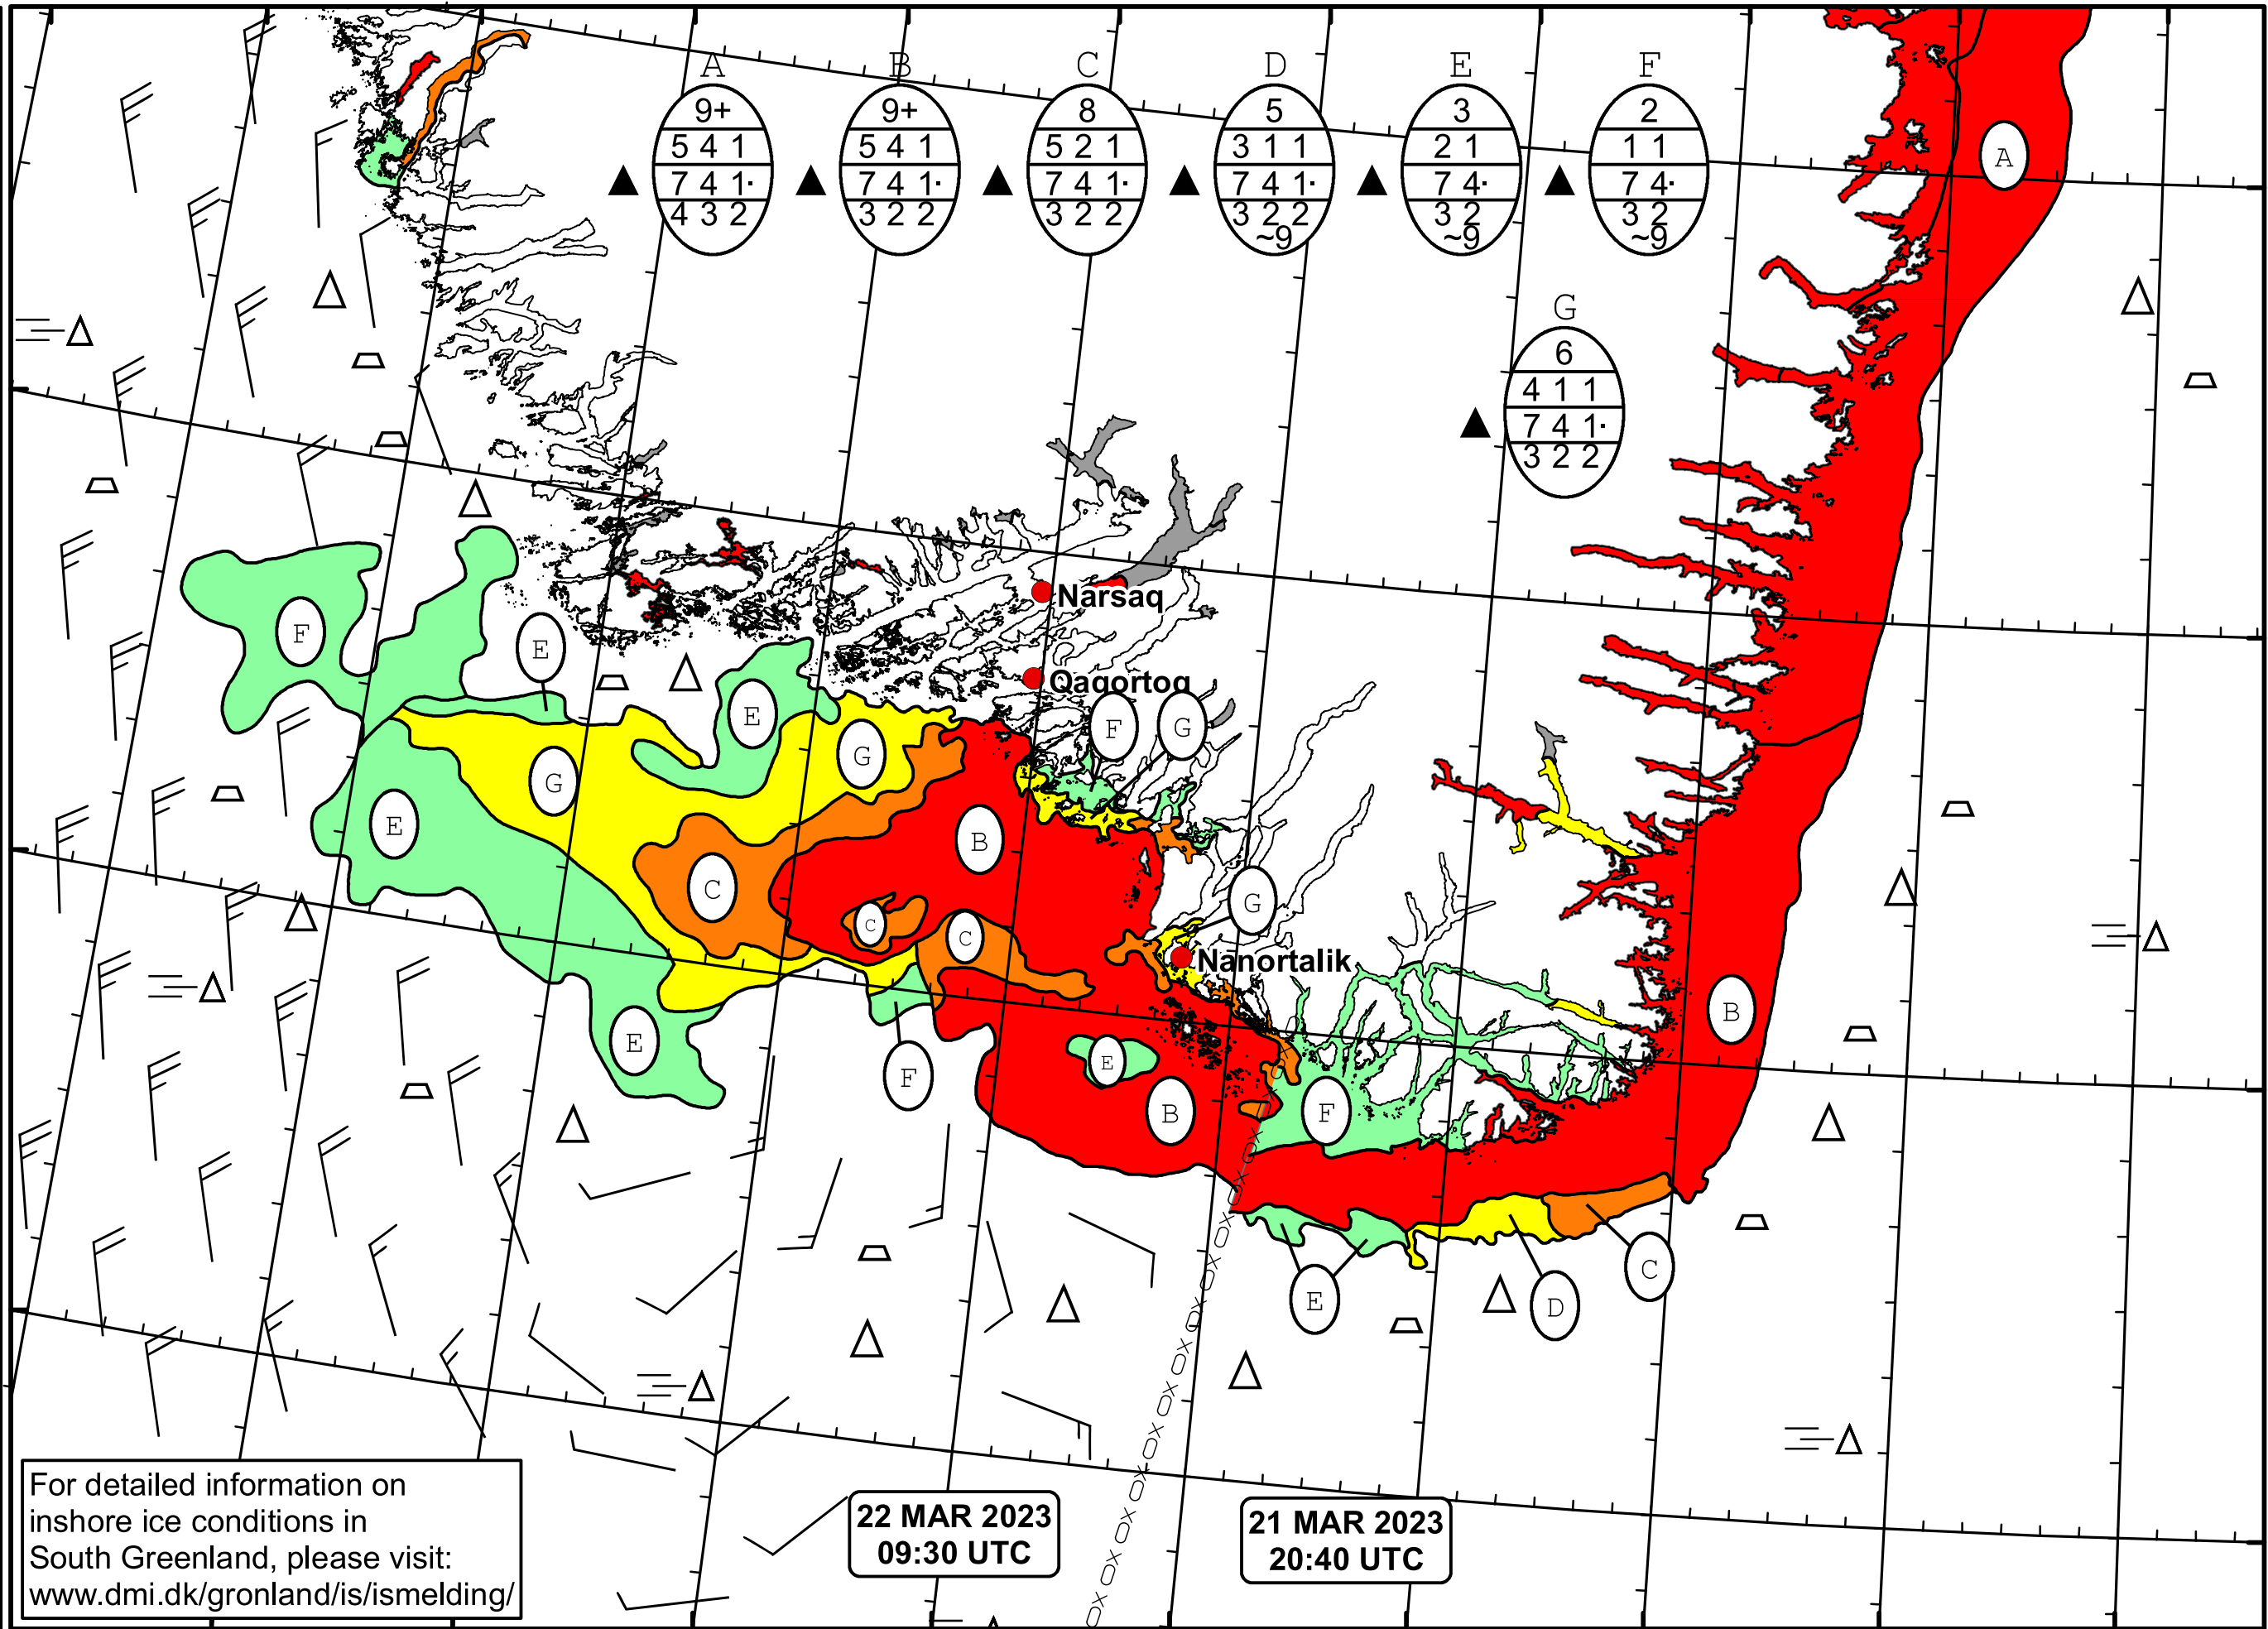 A B C D E F
9+ 9+ 8 5 3 2
5 4 1 5 4 1 5 2 1 3 1 1 2 1 1 1
7 4 1· 7 4 1· 7 4 1· 7 4 1· 7 4· 7 4·
4 3 2 3 2 2 3 2 2 3 2 2 3 2 3 2
~9 ~9 ~9
A
G
6
4 1 1
7 4 1·
3 2 2
Narsaq
F
E
Qaqortoq
E
F G
G
G
E
B
C
G
C
C
Nanortalik
B
E
E
F
B
F
C
E
D
For detailed information on
inshore ice conditions in
South Greenland, please visit:
www.dmi.dk/gronland/is/ismelding/
22 MAR 2023
09:30 UTC
21 MAR 2023
20:40 UTC